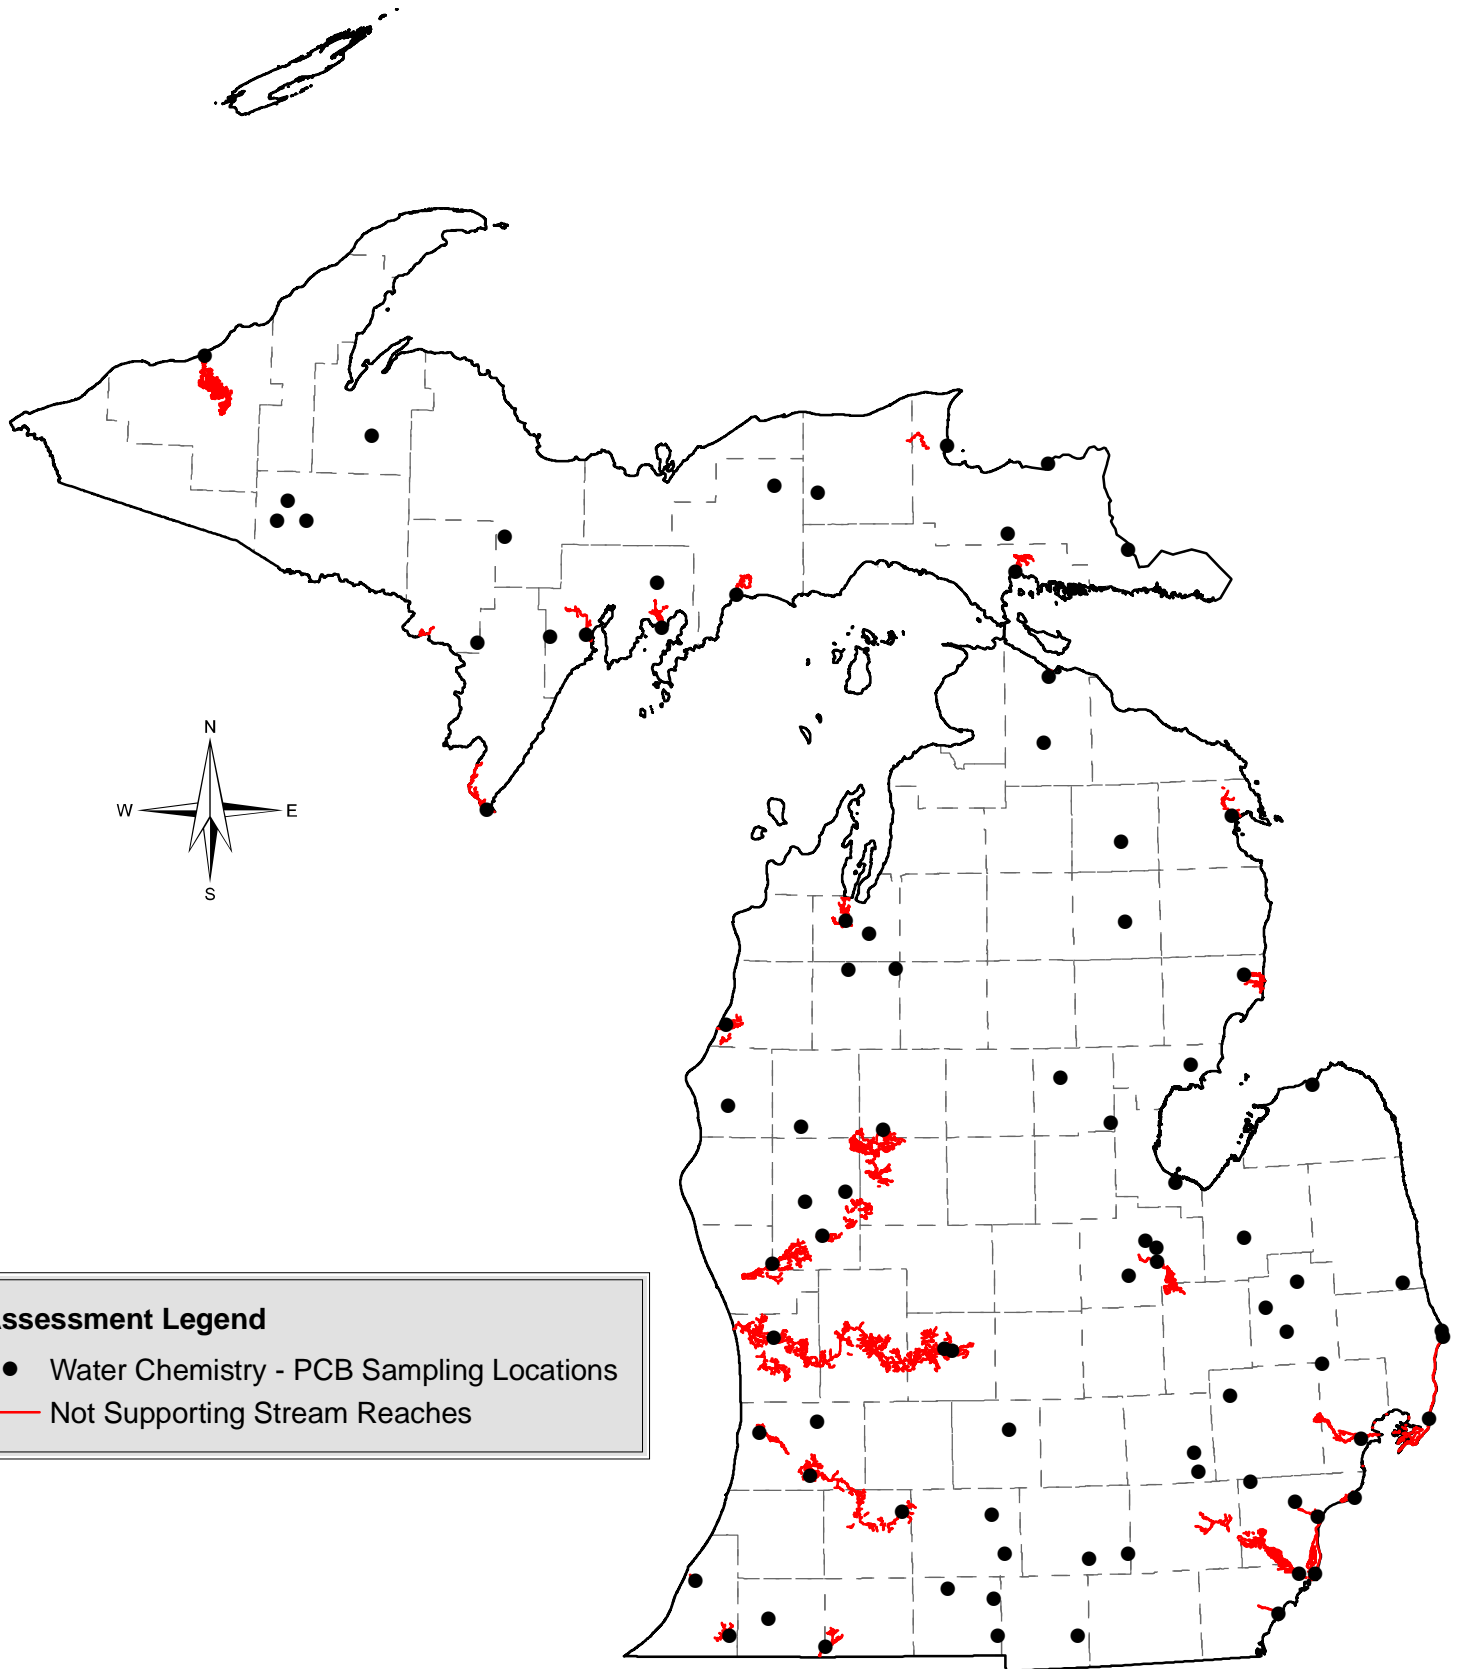 N
W E
S
ssessment Legend
Water Chemistry - PCB Sampling Locations
Not Supporting Stream Reaches